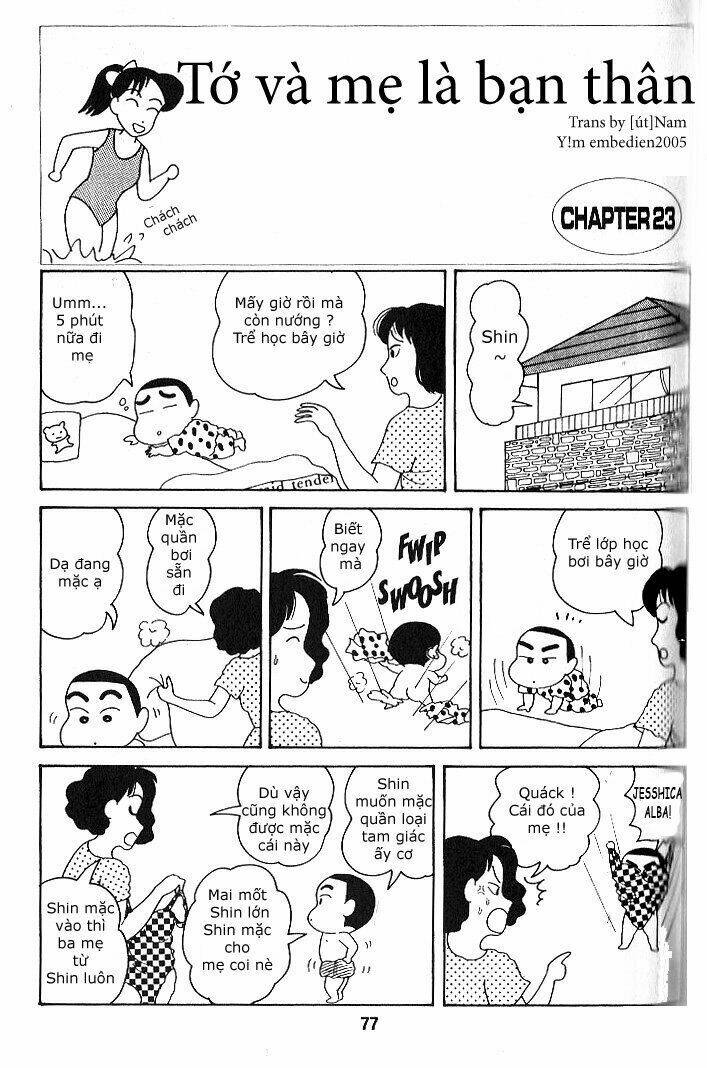 Tớ và mẹ là bạn thân
Trans by [út]Nam
Y!m embedien2005
CHAPTER 23
Chách
chách
Shin
~
Mấy giờ rồi mà
còn nướng ?
Trể học bây giờ
Umm...
5 phút
nữa đi
mẹ
Trể lớp học
bơi bây giờ
Biết
ngay
mà
FWIP
SWOOSH
Mặc
quần
bơi
sẵn
đi
Dạ đang
mặc ạ
JESSHICA
ALBA!
Quáck !
Cái đó của
mẹ !!
Shin
muốn mặc
quần loại
tam giác
ấy cơ
Dù vậy
cũng không
được mặc
cái này
Mai mốt
Shin lớn
Shin mặc
cho
mẹ coi nè
Shin mặc
vào thì
ba mẹ
từ
Shin luôn
77